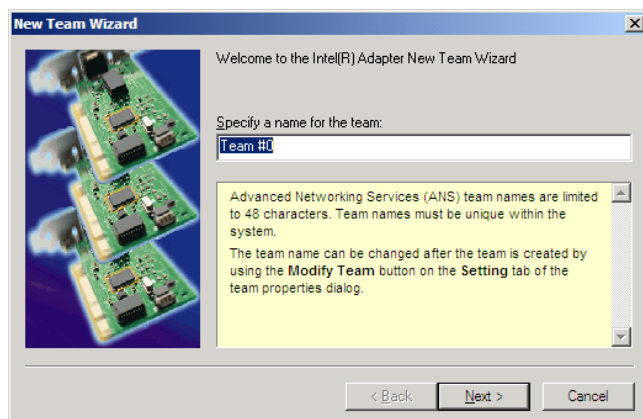 New Team Wizard
Welcome to the Intel(R) Adapter New Team Wizard
Specify a name for the team:
Team #0
Advanced Networking Services (ANS) team names are limited
to 48 characters. Team names must be unique within the
system.
The team name can be changed after the team is created by
using the Modify Team button on the Setting tab of the
team properties dialog.
< Back
Next >
Cancel